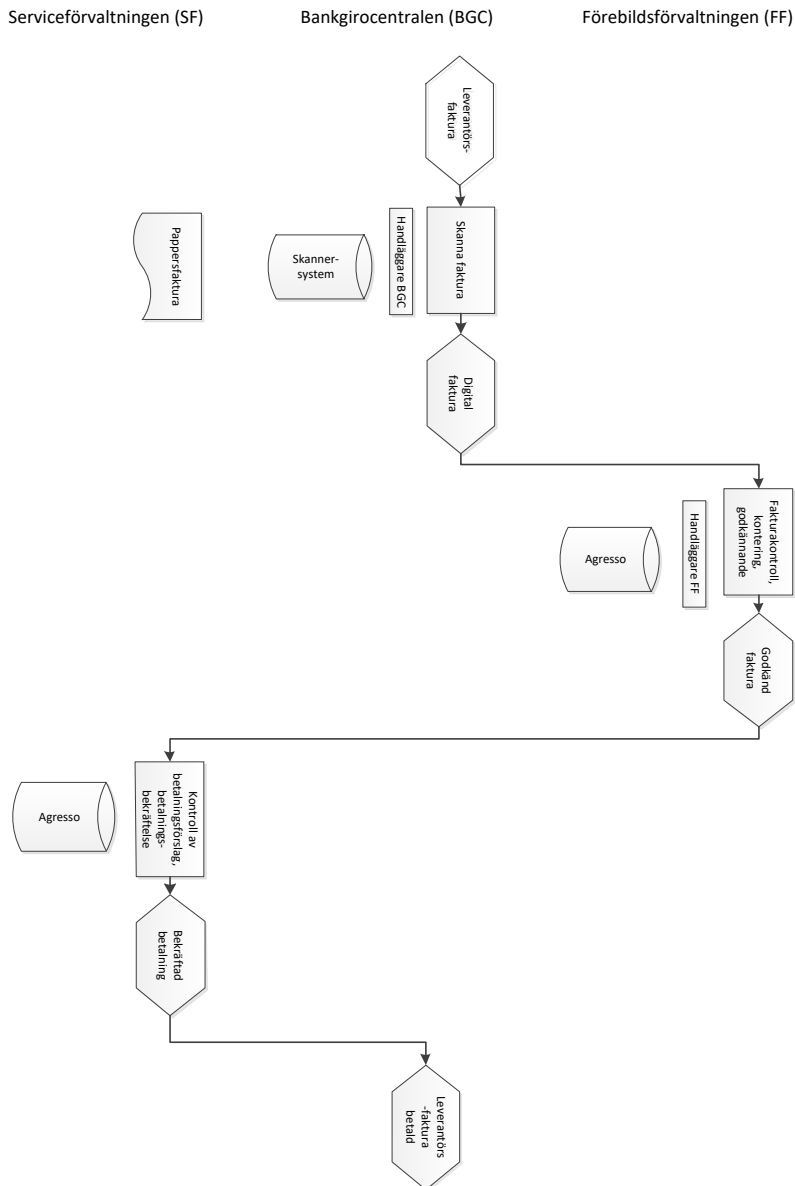 Serviceförvaltningen (SF)
Bankgirocentralen (BGC)
Förebildsförvaltningen (FF)
Leverantörs-
faktura
Skanna faktura
Handläggare BGC
Skanner-
system
Pappersfaktura
Digital
faktura
Fakturakontroll,
kontering,
godkännande
Handläggare FF
Agresso
Godkänd
faktura
Kontroll av
betalningsförslag,
betalnings-
bekräftelse
Agresso
Bekräftad
betalning
Leverantörs
-faktura
betald